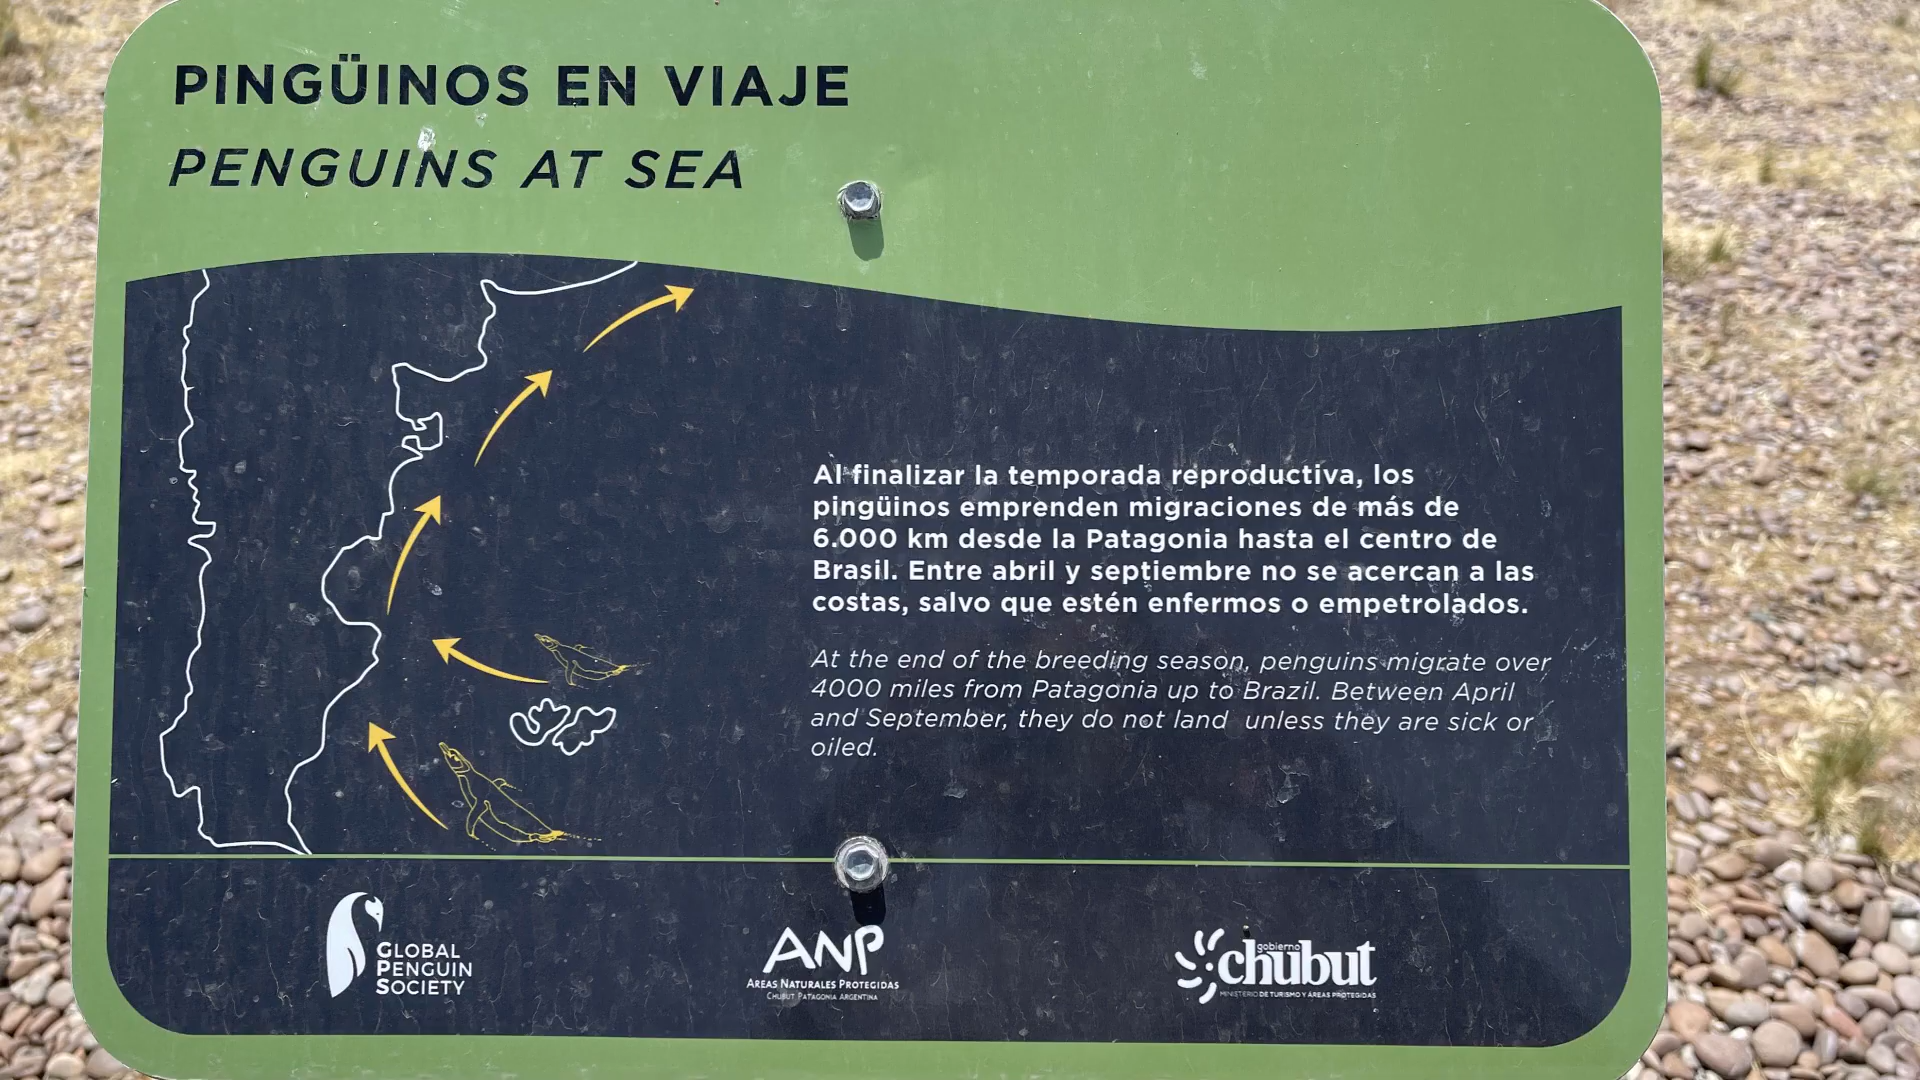 PINGÜINOS EN VIAJE
PENGUINS AT SEA
Al finalizar la temporada reproductiva, los
pingüinos emprenden migraciones de más de
6.000 km desde la Patagonia hasta el centro de
Brasil. Entre abril y septiembre no se acercan a las
costas, salvo que estén enfermos o empetrolados.
At the end of the breeding season, penguins migrate over
4000 miles from Patagonia up to Brazil. Between April
and September, they do not land unless they are sick or
oiled.
GLOBAL
PENGUIN
SOCIETY
ANP
AREAS NATURALES PROTEGIDAS
CHUBUT PATAGONIA ARGENTINA
gobierno
chubut
MINISTERIO DE TURISMO Y ÁREAS PROTEGIDAS